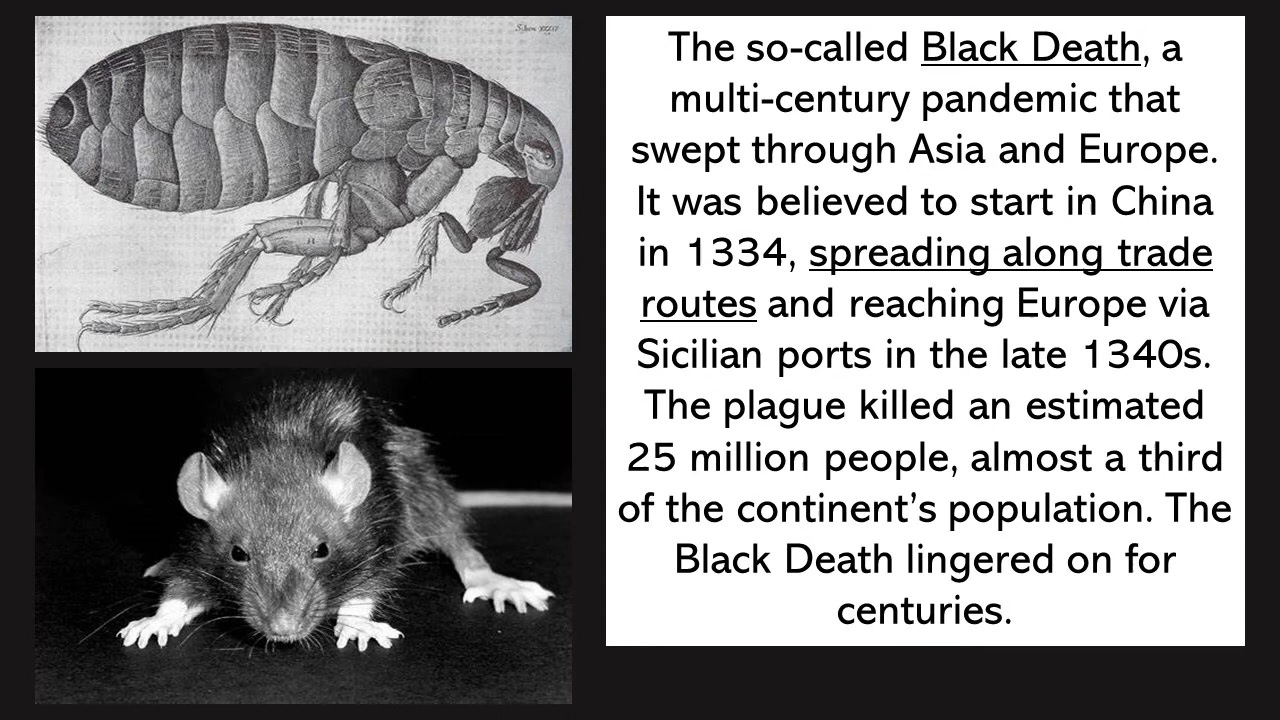 The so-called Black Death, a
multi-century pandemic that
swept through Asia and Europe.
It was believed to start in China
in 1334, spreading along trade
routes and reaching Europe via
Sicilian ports in the late 1340s.
The plague killed an estimated
25 million people, almost a third
of the continent’s population. The
Black Death lingered on for
centuries.